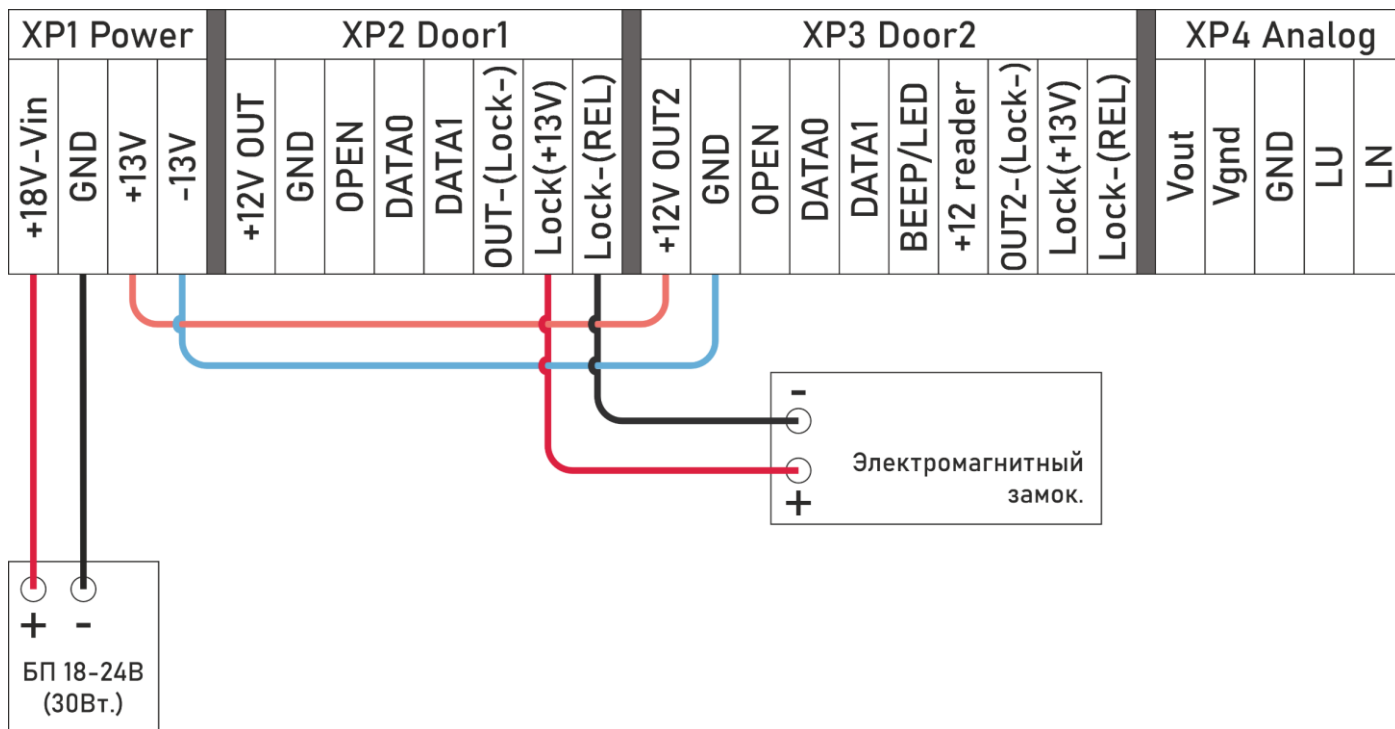 XP1 Power
XP2 Door1
XP3 Door2
XP4 Analog
+18V-Vin
GND
+13V
-13V
+12V OUT
GND
OPEN
DATA0
DATA1
OUT-(Lock-)
Lock(+13V)
Lock-(REL)
+12V OUT2
GND
OPEN
DATA0
DATA1
BEEP/LED
+12 reader
OUT2-(Lock-)
Lock(+13V)
Lock-(REL)
Vout
Vgnd
GND
LU
LN
-
Электромагнитный
замок.
+
+ -
БП 18-24В
(30Вт.)